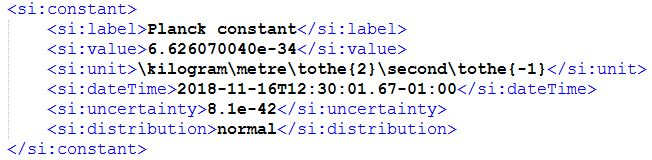 <si:constant>
<si:label>Planck constant</si:label>
<si:value>6.626070040e-34</si:value>
<si:unit>\kilogram\metre\tothe{2}\second\tothe{-1}</si:unit>
<si:dateTime>2018-11-16T12:30:01.67-01:00</si:dateTime>
<si:uncertainty>8.1e-42</si:uncertainty>
<si:distribution>normal</si:distribution>
</si:constant>